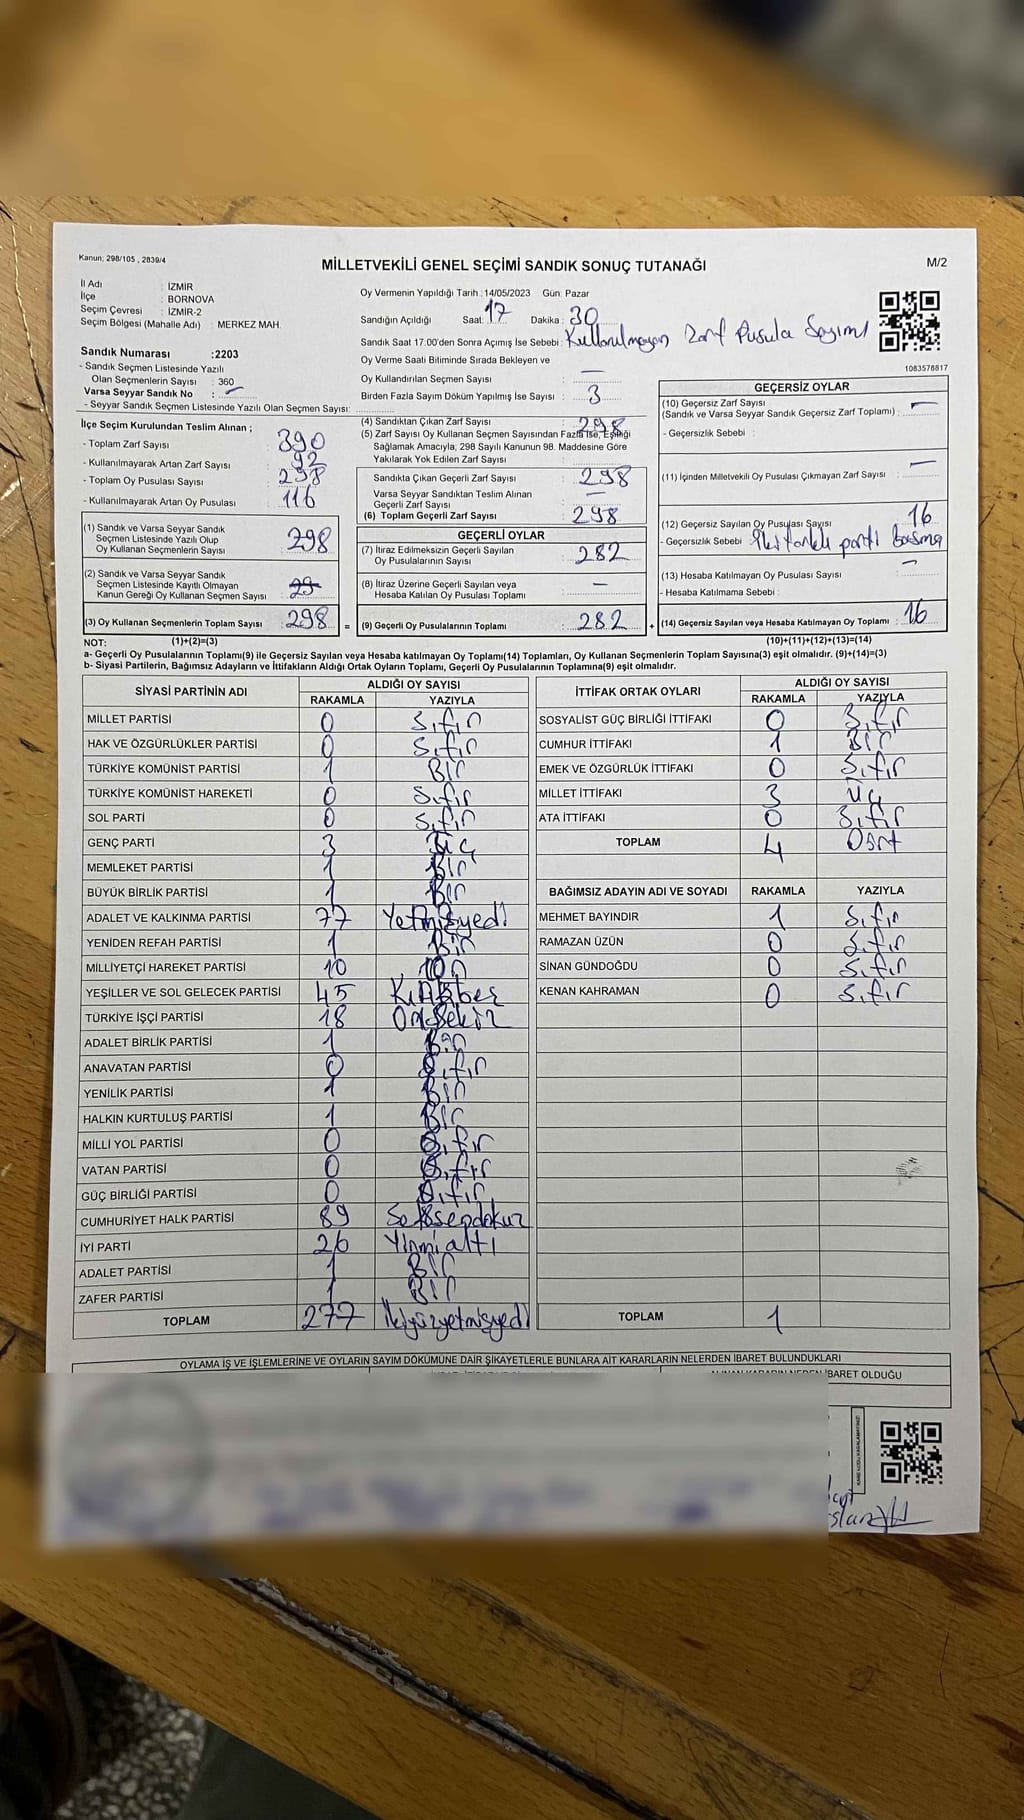 Kanun; 298/105 , 2839/4
MİLLETVEKİLİ GENEL SEÇİMİ SANDIK SONUÇ TUTANAĞI
M/2
İl Adı : İZMİR
İlçe : BORNOVA
Seçim Çevresi : İZMİR-2
Seçim Bölgesi (Mahalle Adı) : MERKEZ MAH.
Sandık Numarası :2203
- Sandık Seçmen Listesinde Yazılı
Olan Seçmenlerin Sayısı : 360
Varsa Seyyar Sandık No : -
- Seyyar Sandık Seçmen Listesinde Yazılı Olan Seçmen Sayısı:
Oy Vermenin Yapıldığı Tarih :14/05/2023 Gün: Pazar
Sandığın Açıldığı Saat: 17 Dakika : 30
Sandık Saat 17.00'den Sonra Açımış İse Sebebi : Kullanılmayan Zarf Pusula Sayımı
Oy Verme Saati Bitiminde Sırada Bekleyen ve
Oy Kullandırılan Seçmen Sayısı : —
Birden Fazla Sayım Döküm Yapılmış İse Sayısı : 3
1083578817
İlçe Seçim Kurulundan Teslim Alınan ;
- Toplam Zarf Sayısı : 390
- Kullanılmayarak Artan Zarf Sayısı : 92
- Toplam Oy Pusulası Sayısı : 298
- Kullanılmayarak Artan Oy Pusulası : 116
(1) Sandık ve Varsa Seyyar Sandık
Seçmen Listesinde Yazılı Olup
Oy Kullanan Seçmenlerin Sayısı : 298
(2) Sandık ve Varsa Seyyar Sandık
Seçmen Listesinde Kayıtlı Olmayan
Kanun Gereği Oy Kullanan Seçmen Sayısı :
(3) Oy Kullanan Seçmenlerin Toplam Sayısı : 298 =
(1)+(2)=(3)
(4) Sandıktan Çıkan Zarf Sayısı : 298
(5) Zarf Sayısı Oy Kullanan Seçmen Sayısından Fazla İse, Eşitliği
Sağlamak Amacıyla, 298 Sayılı Kanunun 98. Maddesine Göre
Yakılarak Yok Edilen Zarf Sayısı :
Sandıkta Çıkan Geçerli Zarf Sayısı : 298
Varsa Seyyar Sandıktan Teslim Alınan
Geçerli Zarf Sayısı : —
(6) Toplam Geçerli Zarf Sayısı : 298
GEÇERLİ OYLAR
(7) İtiraz Edilmeksizin Geçerli Sayılan
Oy Pusulalarının Sayısı : 282
(8) İtiraz Üzerine Geçerli Sayılan veya
Hesaba Katılan Oy Pusulası Toplamı : —
(9) Geçerli Oy Pusulalarının Toplamı : 282 +
GEÇERSİZ OYLAR
(10) Geçersiz Zarf Sayısı
(Sandık ve Varsa Seyyar Sandık Geçersiz Zarf Toplamı) : —
- Geçersizlik Sebebi :
(11) İçinden Milletvekili Oy Pusulası Çıkmayan Zarf Sayısı : —
(12) Geçersiz Sayılan Oy Pusulası Sayısı : 16
- Geçersizlik Sebebi : parti Basma
(13) Hesaba Katılmayan Oy Pusulası Sayısı : —
- Hesaba Katılmama Sebebi :
(14) Geçersiz Sayılan veya Hesaba Katılmayan Oy Toplamı : 16
(10)+(11)+(12)+(13)=(14)
NOT:
a- Geçerli Oy Pusulalarının Toplamı(9) ile Geçersiz Sayılan veya Hesaba katılmayan Oy Toplamı(14) Toplamları, Oy Kullanan Seçmenlerin Toplam Sayısına(3) eşit olmalıdır. (9)+(14)=(3)
b- Siyasi Partilerin, Bağımsız Adayların ve İttifakların Aldığı Ortak Oyların Toplamı, Geçerli Oy Pusulalarının Toplamına(9) eşit olmalıdır.
SİYASİ PARTİNİN ADI ALDIĞI OY SAYISI
RAKAMLA YAZIYLA
MİLLET PARTİSİ 0 Sıfır
HAK VE ÖZGÜRLÜKLER PARTİSİ 0 Sıfır
TÜRKİYE KOMÜNİST PARTİSİ 1 Bir
TÜRKİYE KOMÜNİST HAREKETİ 0 Sıfır
SOL PARTİ 0 Sıfır
GENÇ PARTİ 3 Üç
MEMLEKET PARTİSİ 1 Bir
BÜYÜK BİRLİK PARTİSİ 1 Bir
ADALET VE KALKINMA PARTİSİ 77 Yetmişyedi
YENİDEN REFAH PARTİSİ 1 Bir
MİLLİYETÇİ HAREKET PARTİSİ 10 On
YEŞİLLER VE SOL GELECEK PARTİSİ 45 Kırkbeş
TÜRKİYE İŞÇİ PARTİSİ 18 Onsekiz
ADALET BİRLİK PARTİSİ 1 Bir
ANAVATAN PARTİSİ 0 Sıfır
YENİLİK PARTİSİ 1 Bir
HALKIN KURTULUŞ PARTİSİ 1 Bir
MİLLİ YOL PARTİSİ 0 Sıfır
VATAN PARTİSİ 0 Sıfır
GÜÇ BİRLİĞİ PARTİSİ 0 Sıfır
CUMHURİYET HALK PARTİSİ 89 Seksendokuz
İYİ PARTİ 26 Yirmialtı
ADALET PARTİSİ 1 Bir
ZAFER PARTİSİ 1 Bir
TOPLAM 277 İkiyüzyetmişyedi
İTTİFAK ORTAK OYLARI ALDIĞI OY SAYISI
RAKAMLA YAZIYLA
SOSYALİST GÜÇ BİRLİĞİ İTTİFAKI 0 Sıfır
CUMHUR İTTİFAKI 1 Bir
EMEK VE ÖZGÜRLÜK İTTİFAKI 0 Sıfır
MİLLET İTTİFAKI 3 Üç
ATA İTTİFAKI 0 Sıfır
TOPLAM 4 Dört
BAĞIMSIZ ADAYIN ADI VE SOYADI RAKAMLA YAZIYLA
MEHMET BAYINDIR 1 Sıfır
RAMAZAN ÜZÜN 0 Sıfır
SİNAN GÜNDOĞDU 0 Sıfır
KENAN KAHRAMAN 0 Sıfır
TOPLAM 1
OYLAMA İŞ VE İŞLEMLERİNE VE OYLARIN SAYIM DÖKÜMÜNE DAİR ŞİKAYETLERLE BUNLARA AİT KARARLARIN NELERDEN İBARET BULUNDUKLARI
İBARET OLDUĞU